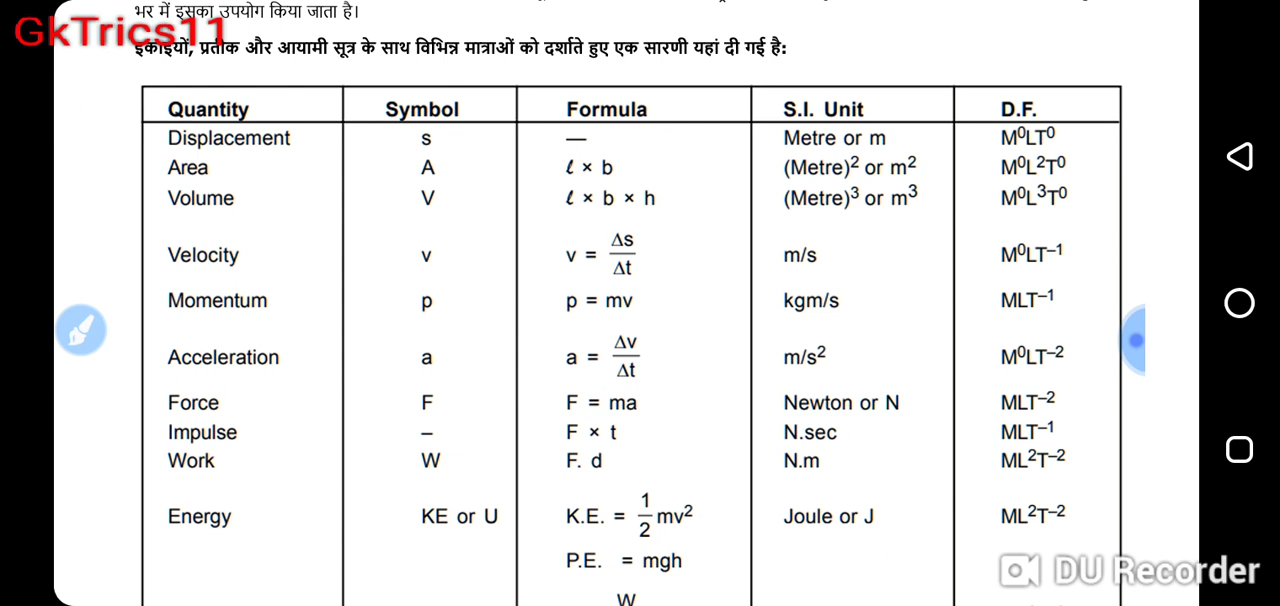 भर में इसका उपयोग किया जाता है।
GkTrics11
इकाइयों, प्रतीक और आयामी सूत्र के साथ विभिन्न मात्राओं को दर्शाते हुए एक सारणी यहां दी गई है:
Quantity Symbol Formula S.I. Unit D.F.
Displacement s — Metre or m M⁰LT⁰
Area A ℓ × b (Metre)² or m² M⁰L²T⁰
Volume V ℓ × b × h (Metre)³ or m³ M⁰L³T⁰
Velocity v v = Δs/Δt m/s M⁰LT⁻¹
Momentum p p = mv kgm/s MLT⁻¹
Acceleration a a = Δv/Δt m/s² M⁰LT⁻²
Force F F = ma Newton or N MLT⁻²
Impulse – F × t N.sec MLT⁻¹
Work W F. d N.m ML²T⁻²
Energy KE or U K.E. = 1/2 mv² Joule or J ML²T⁻²
P.E. = mgh
DU Recorder
W